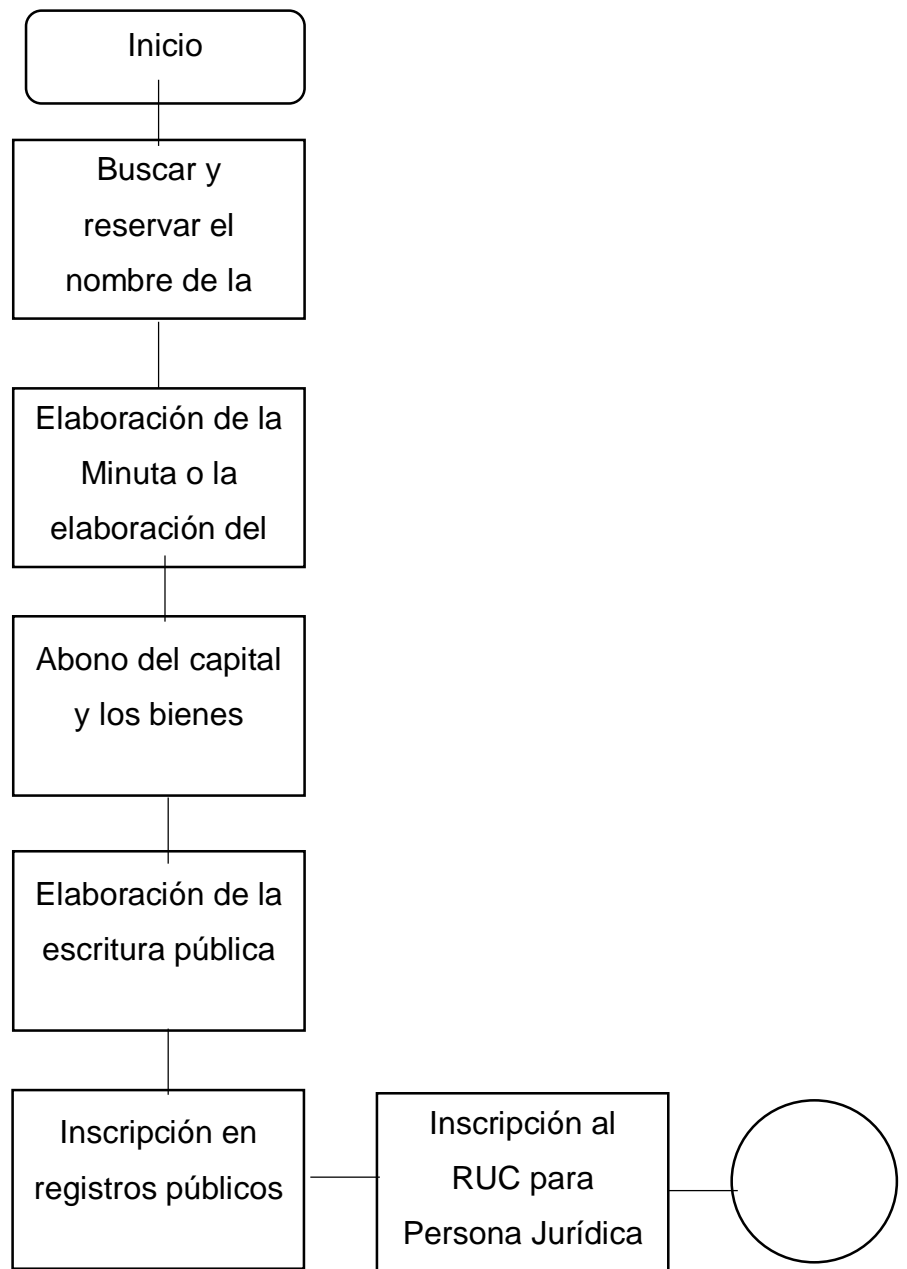 Inicio
Buscar y
reservar el
nombre de la
Elaboración de la
Minuta o la
elaboración del
Abono del capital
y los bienes
Elaboración de la
escritura pública
Inscripción en
registros públicos
Inscripción al
RUC para
Persona Jurídica